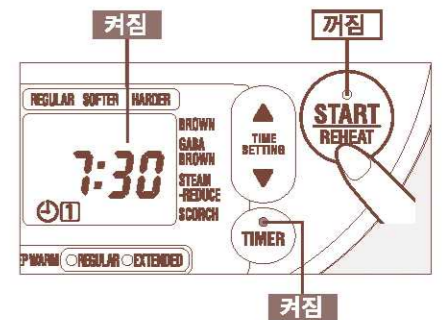 켜짐
꺼짐
REGULAR SOFTER HARDER
BROWN
GABA
BROWN
STEAM
-REDUCE
SCORCH
7:30
1
TIME
SETTING
START
REHEAT
TIMER
WARM REGULAR EXTENDED
켜짐